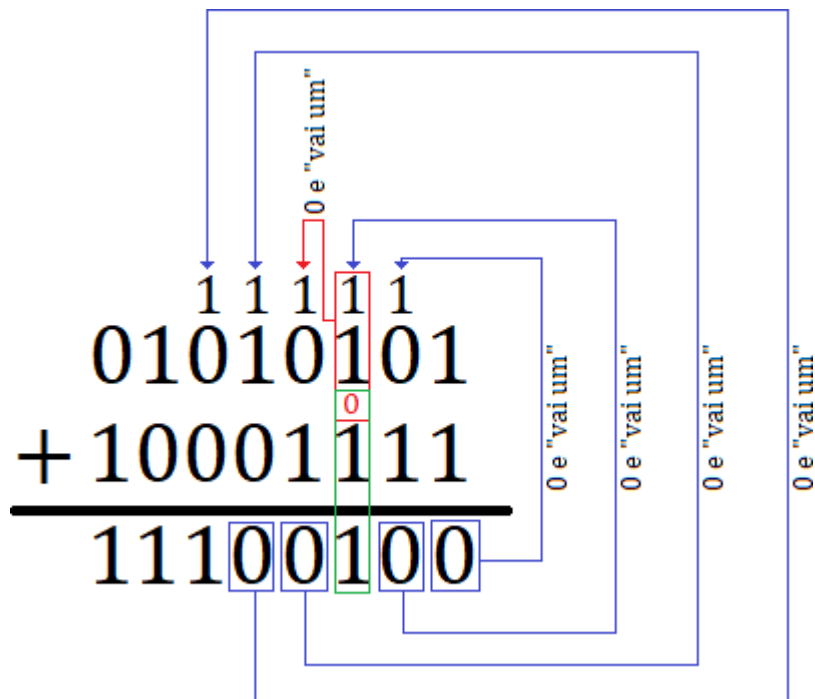 0 e "vai um"
1 1 1 1 1
01010101
0
+10001111
11100100
0 e "vai um"
0 e "vai um"
0 e "vai um"
0 e "vai um"